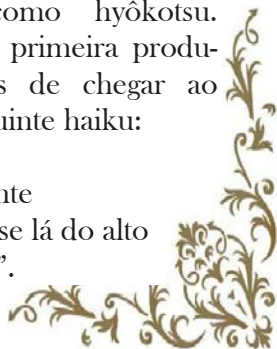 como hyôkotsu.
primeira produ-
s de chegar ao
uinte haiku:
nte
se lá do alto
”.